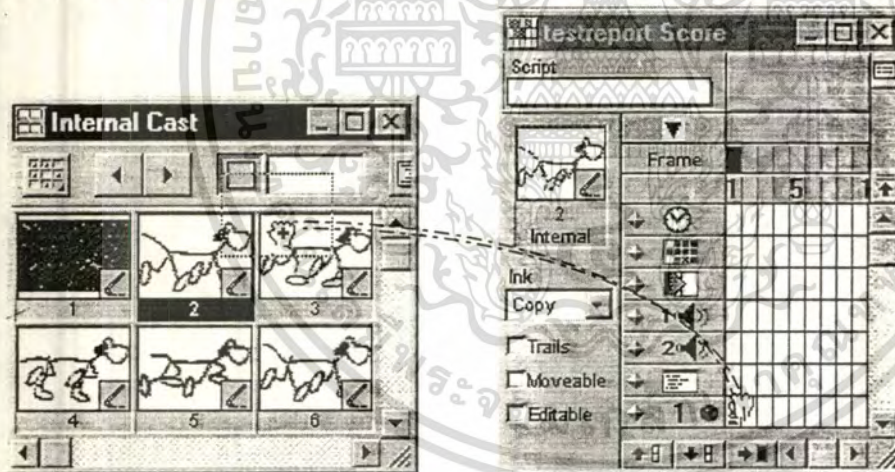 Internal Cast
1
2
3
4
5
6
testreport Score
Script
Frame
1
5
1
2
Internal
Ink
Copy
Trails
Moveable
Editable
1
2
1